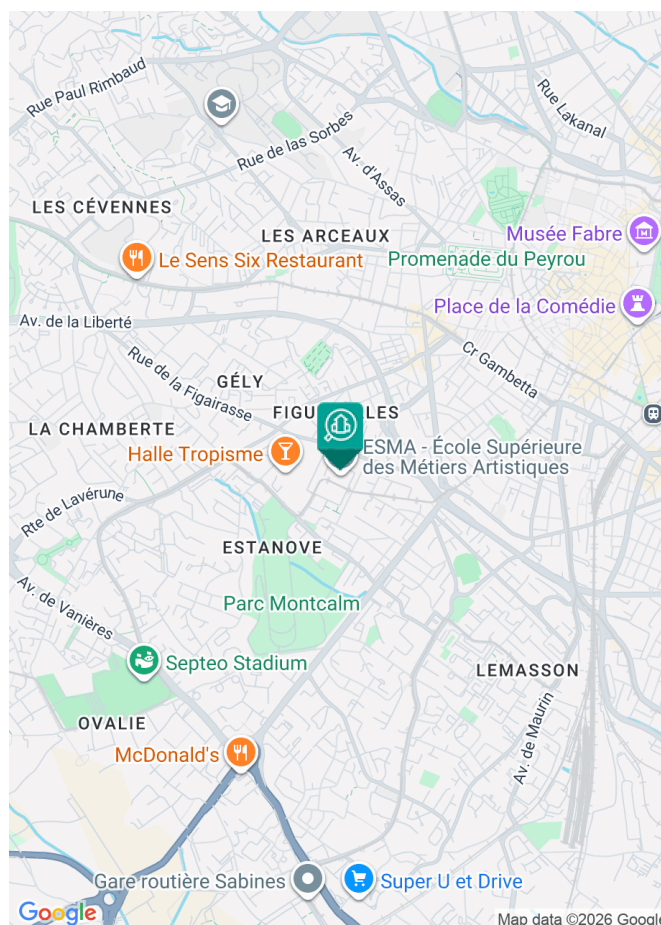 Rue Paul Rimbaud
Rue Lakanal
Rue de las Sorbes
Av. d'Assas
LES CÉVENNES
LES ARCEAUX
Musée Fabre
Le Sens Six Restaurant
Promenade du Peyrou
Place de la Comédie
Av. de la Liberté
Cr Gambetta
Rue de la Figairasse
GÉLY
LA CHAMBERTE
Halle Tropisme
ESMA - École Supérieure
des Métiers Artistiques
Rte de Lavérune
ESTANOVE
Av. de Vanières
Parc Montcalm
Septeo Stadium
LEMASSON
OVALIE
McDonald's
Av. de Maurin
Gare routière Sabines
Super U et Drive
Google
Map data ©2026 Google